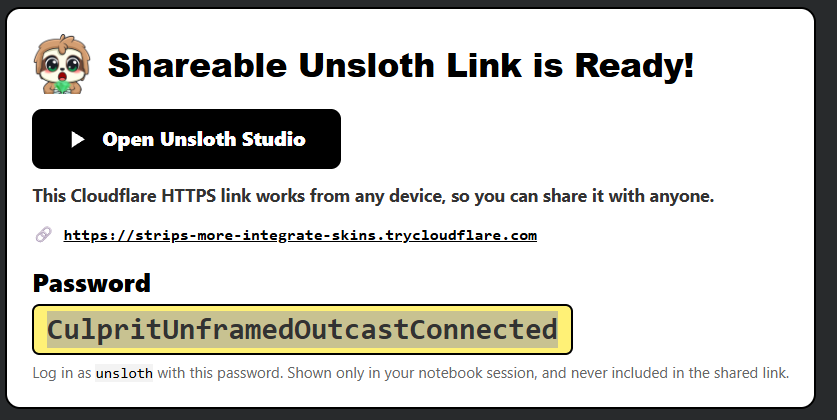 Shareable Unsloth Link is Ready!
Open Unsloth Studio
This Cloudflare HTTPS link works from any device, so you can share it with anyone.
https://strips-more-integrate-skins.trycloudflare.com
Password
CulpritUnframedOutcastConnected
Log in as unsloth with this password. Shown only in your notebook session, and never included in the shared link.